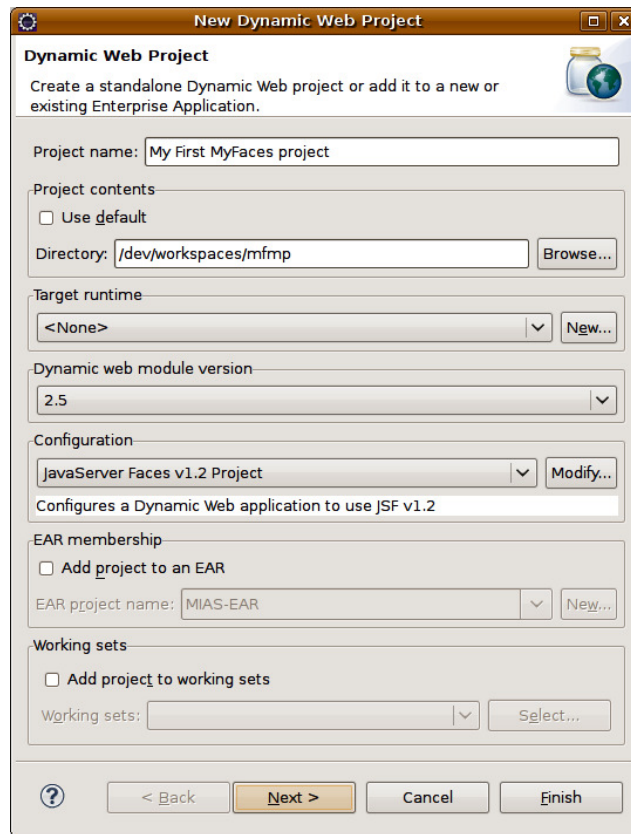 New Dynamic Web Project
Dynamic Web Project
Create a standalone Dynamic Web project or add it to a new or
existing Enterprise Application.
Project name: My First MyFaces project
Project contents
Use default
Directory: /dev/workspaces/mfmp Browse...
Target runtime
<None> New...
Dynamic web module version
2.5
Configuration
JavaServer Faces v1.2 Project Modify...
Configures a Dynamic Web application to use JSF v1.2
EAR membership
Add project to an EAR
EAR project name: MIAS-EAR New...
Working sets
Add project to working sets
Working sets: Select...
? < Back Next > Cancel Finish